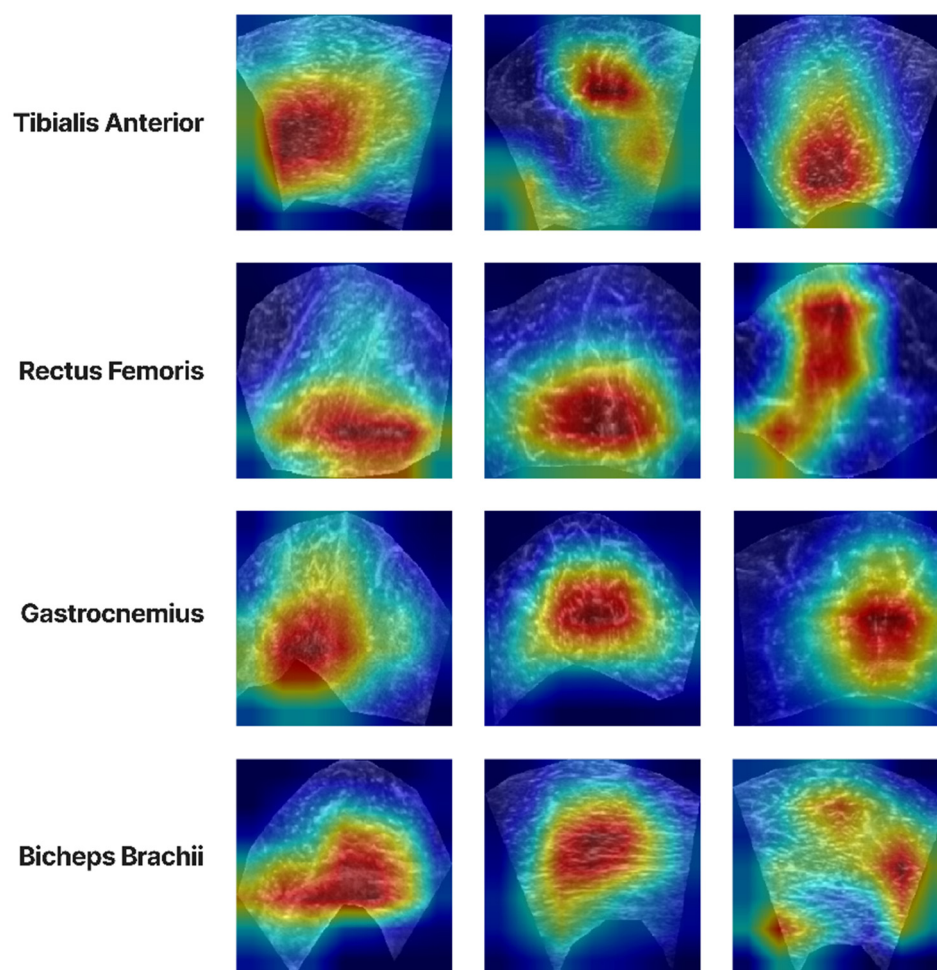 Tibialis Anterior
Rectus Femoris
Gastrocnemius
Bicheps Brachii